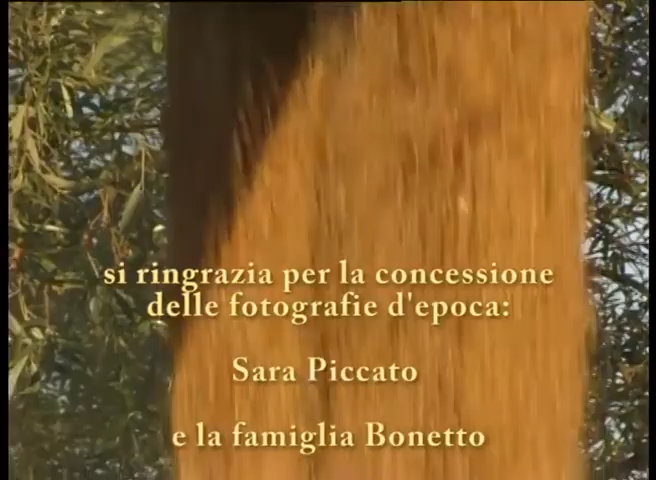 si ringrazia per la concessione
delle fotografie d'epoca:
Sara Piccato
e la famiglia Bonetto